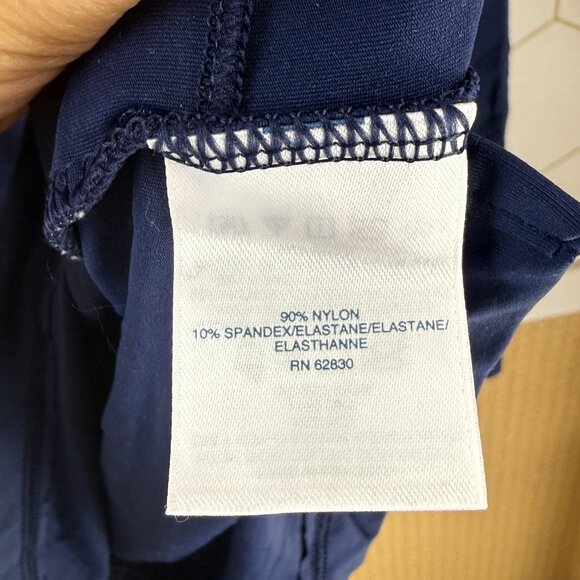 90% NYLON
10% SPANDEX/ELASTANE/ELASTANE/
ELASTHANNE
RN 62830